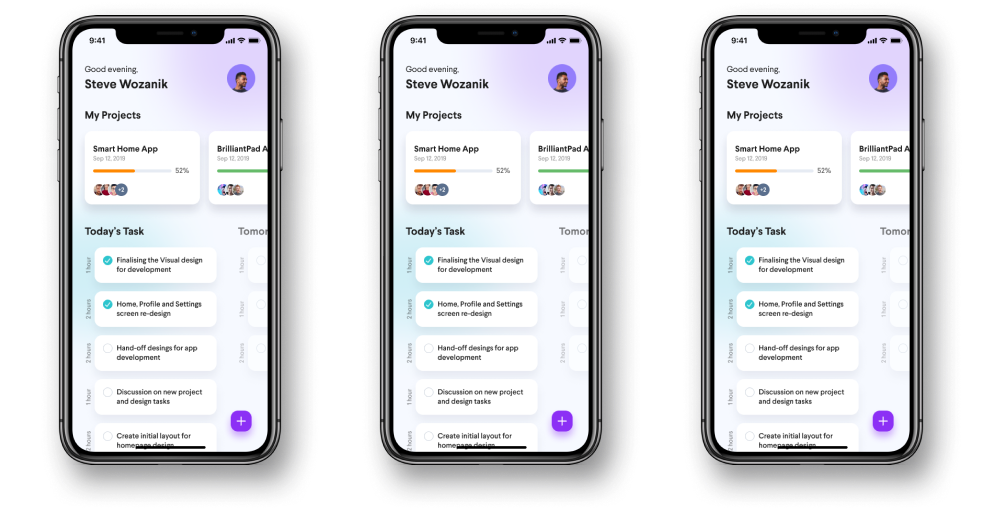 9:41
Good evening,
Steve Wozanik
My Projects
Smart Home App
Sep 12, 2019
52%
+2
BrilliantPad A
Sep 12, 2019
Today's Task
Tomor
1 hour
Finalising the Visual design
for development
1 hour
2 hours
Home, Profile and Settings
screen re-design
1 hour
2 hours
Hand-off desings for app
development
2 hours
1 hour
Discussion on new project
and design tasks
2 hours
Create initial layout for
homepage design
9:41
Good evening,
Steve Wozanik
My Projects
Smart Home App
Sep 12, 2019
52%
+2
BrilliantPad A
Sep 12, 2019
Today's Task
Tomor
1 hour
Finalising the Visual design
for development
1 hour
2 hours
Home, Profile and Settings
screen re-design
1 hour
2 hours
Hand-off desings for app
development
2 hours
1 hour
Discussion on new project
and design tasks
2 hours
Create initial layout for
homepage design
9:41
Good evening,
Steve Wozanik
My Projects
Smart Home App
Sep 12, 2019
52%
+2
BrilliantPad A
Sep 12, 2019
Today's Task
Tomor
1 hour
Finalising the Visual design
for development
1 hour
2 hours
Home, Profile and Settings
screen re-design
1 hour
2 hours
Hand-off desings for app
development
2 hours
1 hour
Discussion on new project
and design tasks
2 hours
Create initial layout for
homepage design